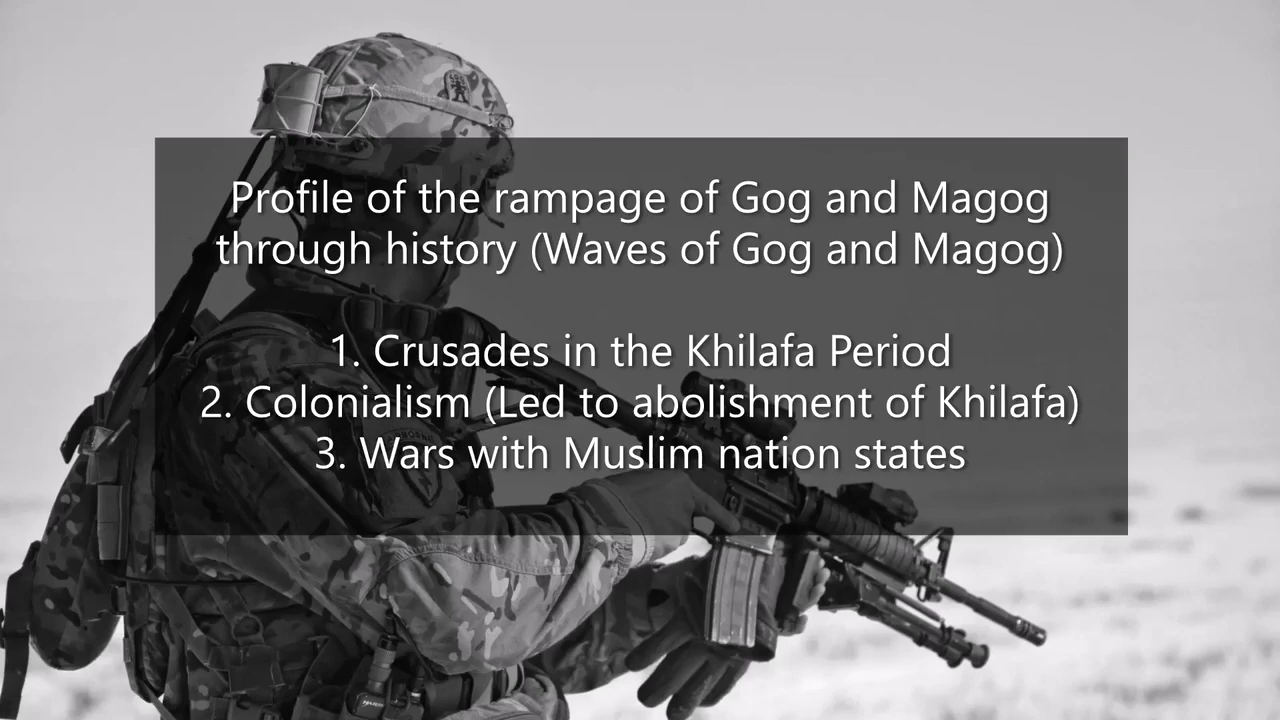 Profile of the rampage of Gog and Magog
through history (Waves of Gog and Magog)
1. Crusades in the Khilafa Period
2. Colonialism (Led to abolishment of Khilafa)
3. Wars with Muslim nation states